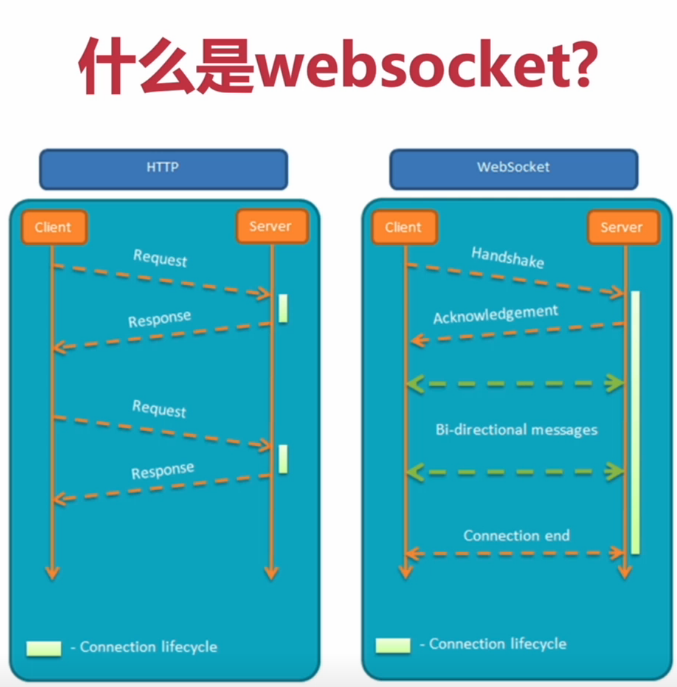 什么是websocket?
HTTP
Client
Server
Request
Response
Request
Response
- Connection lifecycle
WebSocket
Client
Server
Handshake
Acknowledgement
Bi-directional messages
Connection end
- Connection lifecycle